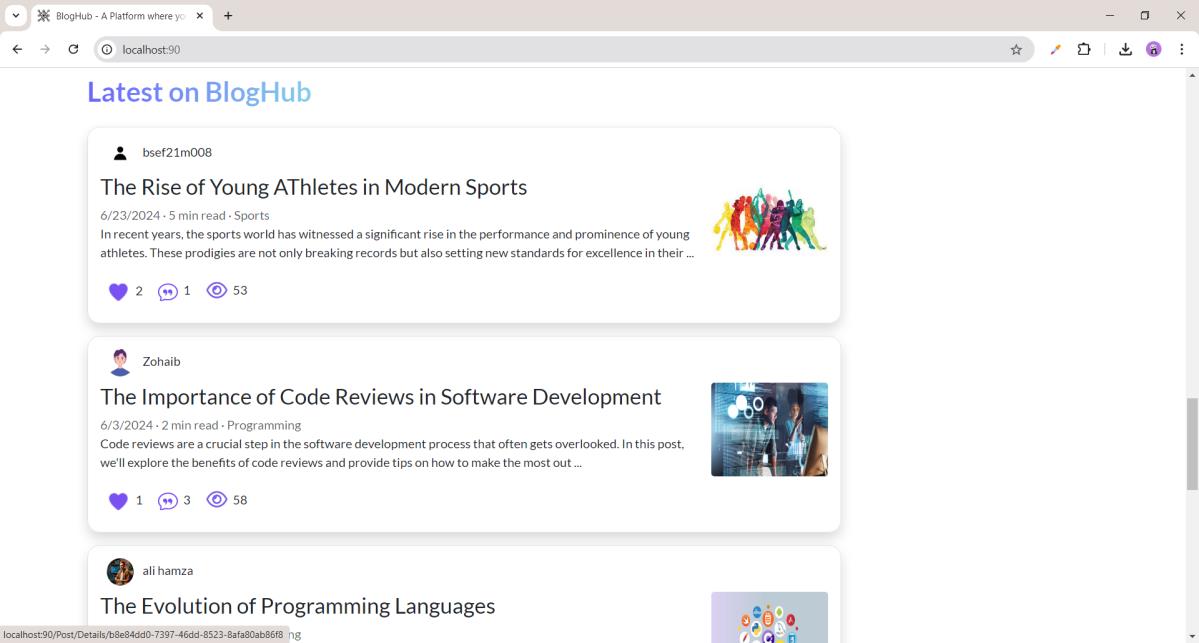 BlogHub - A Platform where yo
localhost:90
Latest on BlogHub
bsef21m008
The Rise of Young AThletes in Modern Sports
6/23/2024 · 5 min read · Sports
In recent years, the sports world has witnessed a significant rise in the performance and prominence of young
athletes. These prodigies are not only breaking records but also setting new standards for excellence in their ...
2 1 53
Zohaib
The Importance of Code Reviews in Software Development
6/3/2024 · 2 min read · Programming
Code reviews are a crucial step in the software development process that often gets overlooked. In this post,
we'll explore the benefits of code reviews and provide tips on how to make the most out ...
1 3 58
ali hamza
The Evolution of Programming Languages
localhost:90/Post/Details/b8e84dd0-7397-46dd-8523-8afa80ab86f8
ng